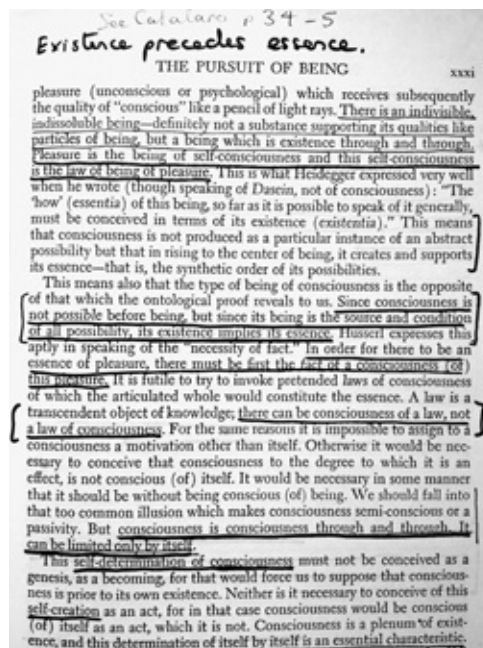 See Catalano p 34-5
Existence precedes essence.
THE PURSUIT OF BEING xxxi
pleasure (unconscious or psychological) which receives subsequently
the quality of "conscious" like a pencil of light rays. There is an indivisible,
indissoluble being—definitely not a substance supporting its qualities like
particles of being, but a being which is existence through and through.
Pleasure is the being of self-consciousness and this self-consciousness
is the law of being of pleasure. This is what Heidegger expressed very well
when he wrote (though speaking of Dasein, not of consciousness): "The
'how' (essentia) of this being, so far as it is possible to speak of it generally,
must be conceived in terms of its existence (existentia)." This means
that consciousness is not produced as a particular instance of an abstract
possibility but that in rising to the center of being, it creates and supports
its essence—that is, the synthetic order of its possibilities.
This means also that the type of being of consciousness is the opposite
of that which the ontological proof reveals to us. Since consciousness is
not possible before being, but since its being is the source and condition
of all possibility, its existence implies its essence. Husserl expresses this
aptly in speaking of the "necessity of fact." In order for there to be an
essence of pleasure, there must be first the fact of a consciousness (of)
this pleasure. It is futile to try to invoke pretended laws of consciousness
of which the articulated whole would constitute the essence. A law is a
transcendent object of knowledge; there can be consciousness of a law, not
a law of consciousness. For the same reasons it is impossible to assign to a
consciousness a motivation other than itself. Otherwise it would be nec-
essary to conceive that consciousness to the degree to which it is an
effect, is not conscious (of) itself. It would be necessary in some manner
that it should be without being conscious (of) being. We should fall into
that too common illusion which makes consciousness semi-conscious or a
passivity. But consciousness is consciousness through and through. It
can be limited only by itself.
This self-determination of consciousness must not be conceived as a
genesis, as a becoming, for that would force us to suppose that conscious-
ness is prior to its own existence. Neither is it necessary to conceive of this
self-creation as an act, for in that case consciousness would be conscious
(of) itself as an act, which it is not. Consciousness is a plenum of exist-
ence, and this determination of itself by itself is an essential characteristic.